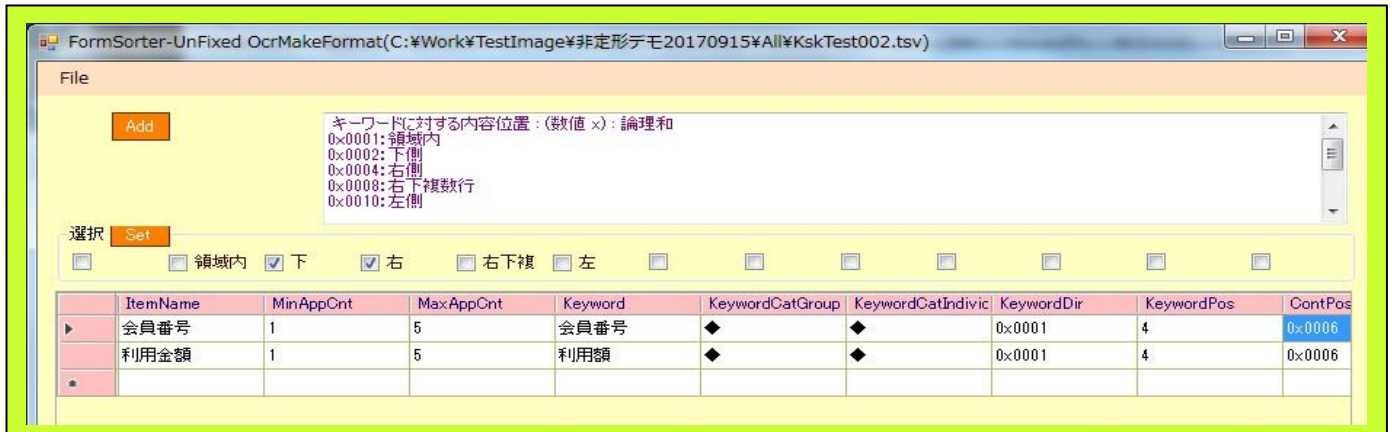 FormSorter-UnFixed OcrMakeFormat(C:¥Work¥TestImage¥非定形デモ20170915¥All¥KskTest002.tsv)
File
Add
キーワードに対する内容位置:(数値 x):論理和
0x0001:領域内
0x0002:下側
0x0004:右側
0x0008:右下複数行
0x0010:左側
選択 Set
領域内 下 右 右下複 左
ItemName MinAppCnt MaxAppCnt Keyword KeywordCatGroup KeywordCatIndivic KeywordDir KeywordPos ContPos
会員番号 1 5 会員番号 ◆ ◆ 0x0001 4 0x0006
利用金額 1 5 利用額 ◆ ◆ 0x0001 4 0x0006